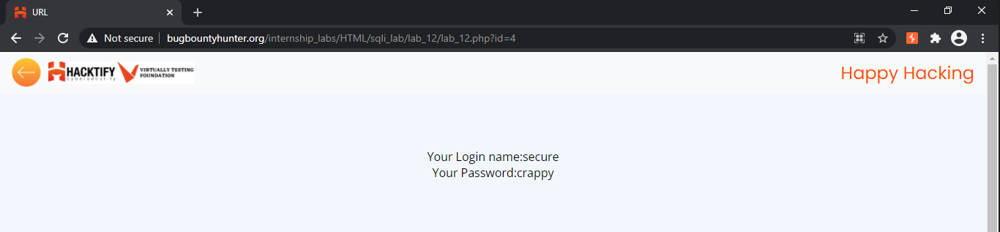 URL
Not secure bugbountyhunter.org/internship_labs/HTML/sqli_lab/lab_12/lab_12.php?id=4
HACKTIFY
cybersecurity
VIRTUALLY TESTING
FOUNDATION
Happy Hacking
Your Login name:secure
Your Password:crappy